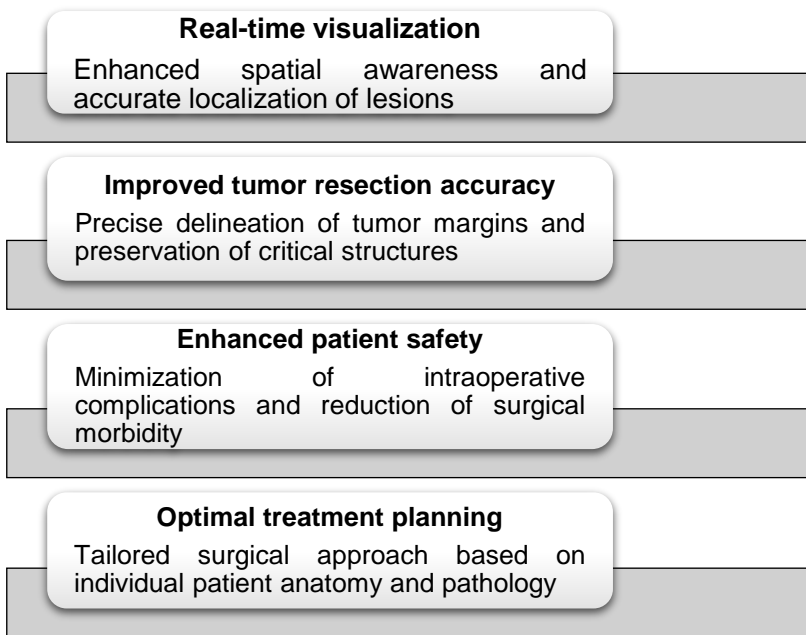 Real-time visualization
Enhanced spatial awareness and
accurate localization of lesions
Improved tumor resection accuracy
Precise delineation of tumor margins and
preservation of critical structures
Enhanced patient safety
Minimization of intraoperative
complications and reduction of surgical
morbidity
Optimal treatment planning
Tailored surgical approach based on
individual patient anatomy and pathology